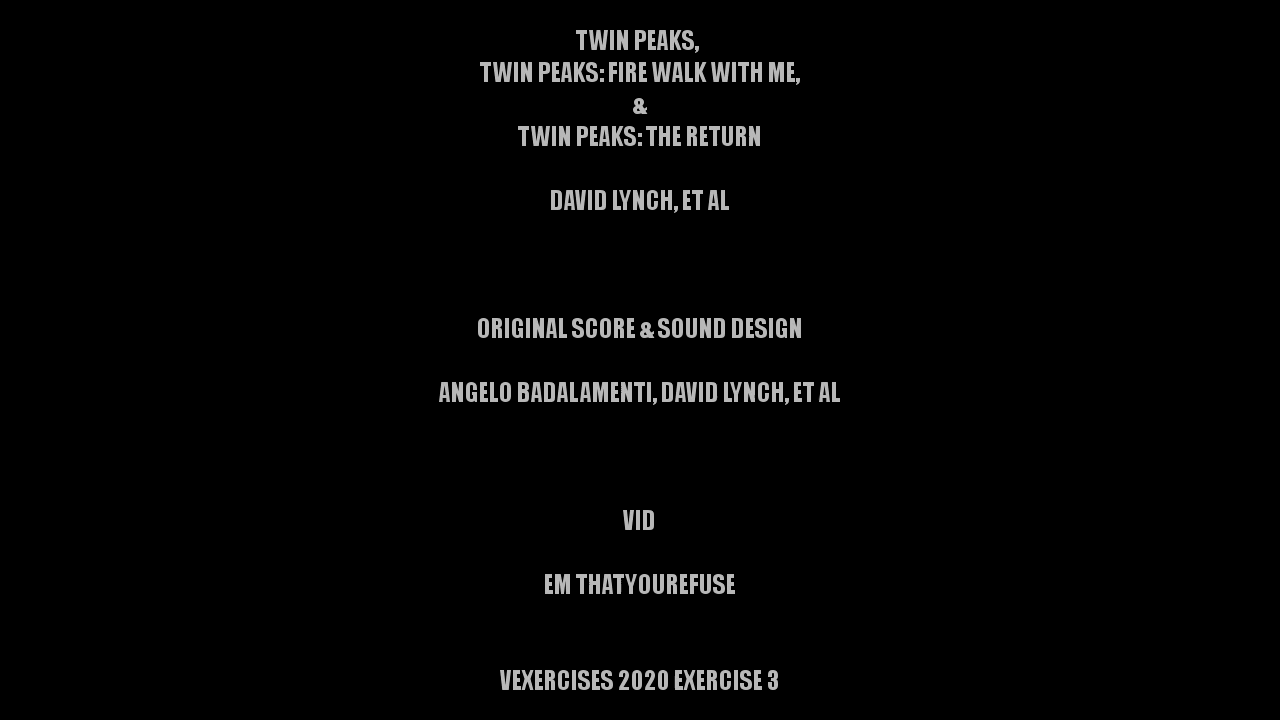 TWIN PEAKS,
TWIN PEAKS: FIRE WALK WITH ME,
&
TWIN PEAKS: THE RETURN
DAVID LYNCH, ET AL
ORIGINAL SCORE & SOUND DESIGN
ANGELO BADALAMENTI, DAVID LYNCH, ET AL
VID
EM THATYOUREFUSE
VEXERCISES 2020 EXERCISE 3